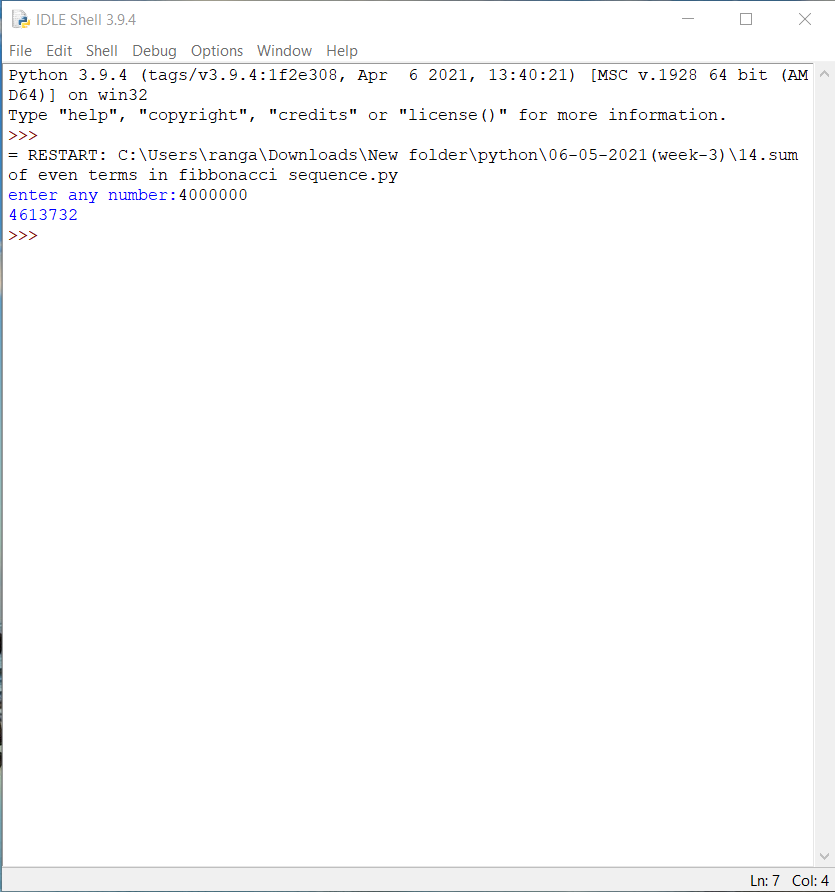 IDLE Shell 3.9.4
File Edit Shell Debug Options Window Help
Python 3.9.4 (tags/v3.9.4:1f2e308, Apr  6 2021, 13:40:21) [MSC v.1928 64 bit (AM
D64)] on win32
Type "help", "copyright", "credits" or "license()" for more information.
>>>
= RESTART: C:\Users\ranga\Downloads\New folder\python\06-05-2021(week-3)\14.sum
of even terms in fibbonacci sequence.py
enter any number:4000000
4613732
>>>
Ln: 7 Col: 4